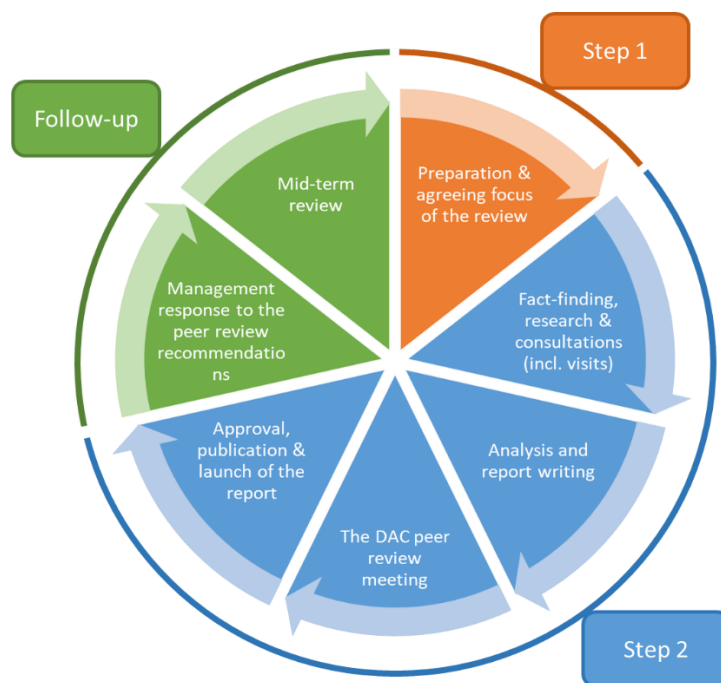 Step 1
Preparation &
agreeing focus
of the review
Fact-finding,
research &
consultations
(incl. visits)
Analysis and
report writing
Step 2
The DAC peer
review
meeting
Approval,
publication &
launch of the
report
Management
response to the
peer review
recommendatio
ns
Mid-term
review
Follow-up